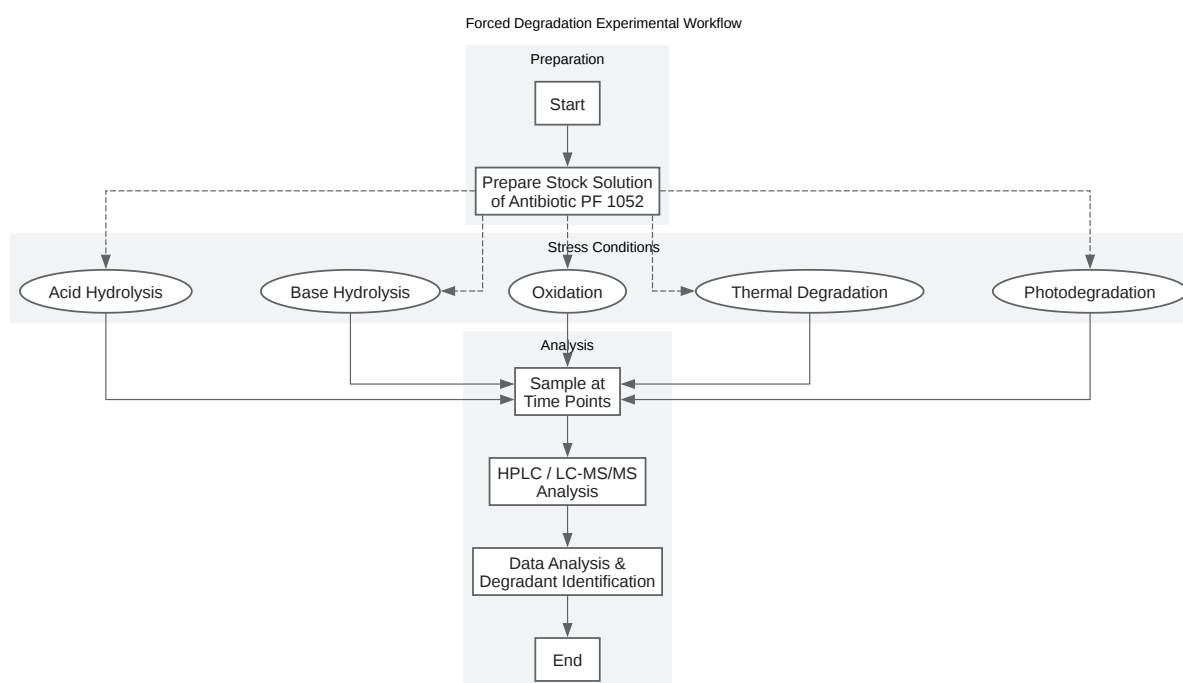 Forced Degradation Experimental Workflow
Preparation
Start
Prepare Stock Solution
of Antibiotic PF 1052
Stress Conditions
Acid Hydrolysis
Base Hydrolysis
Oxidation
Thermal Degradation
Photodegradation
Analysis
Sample at
Time Points
HPLC / LC-MS/MS
Analysis
Data Analysis &
Degradant Identification
End